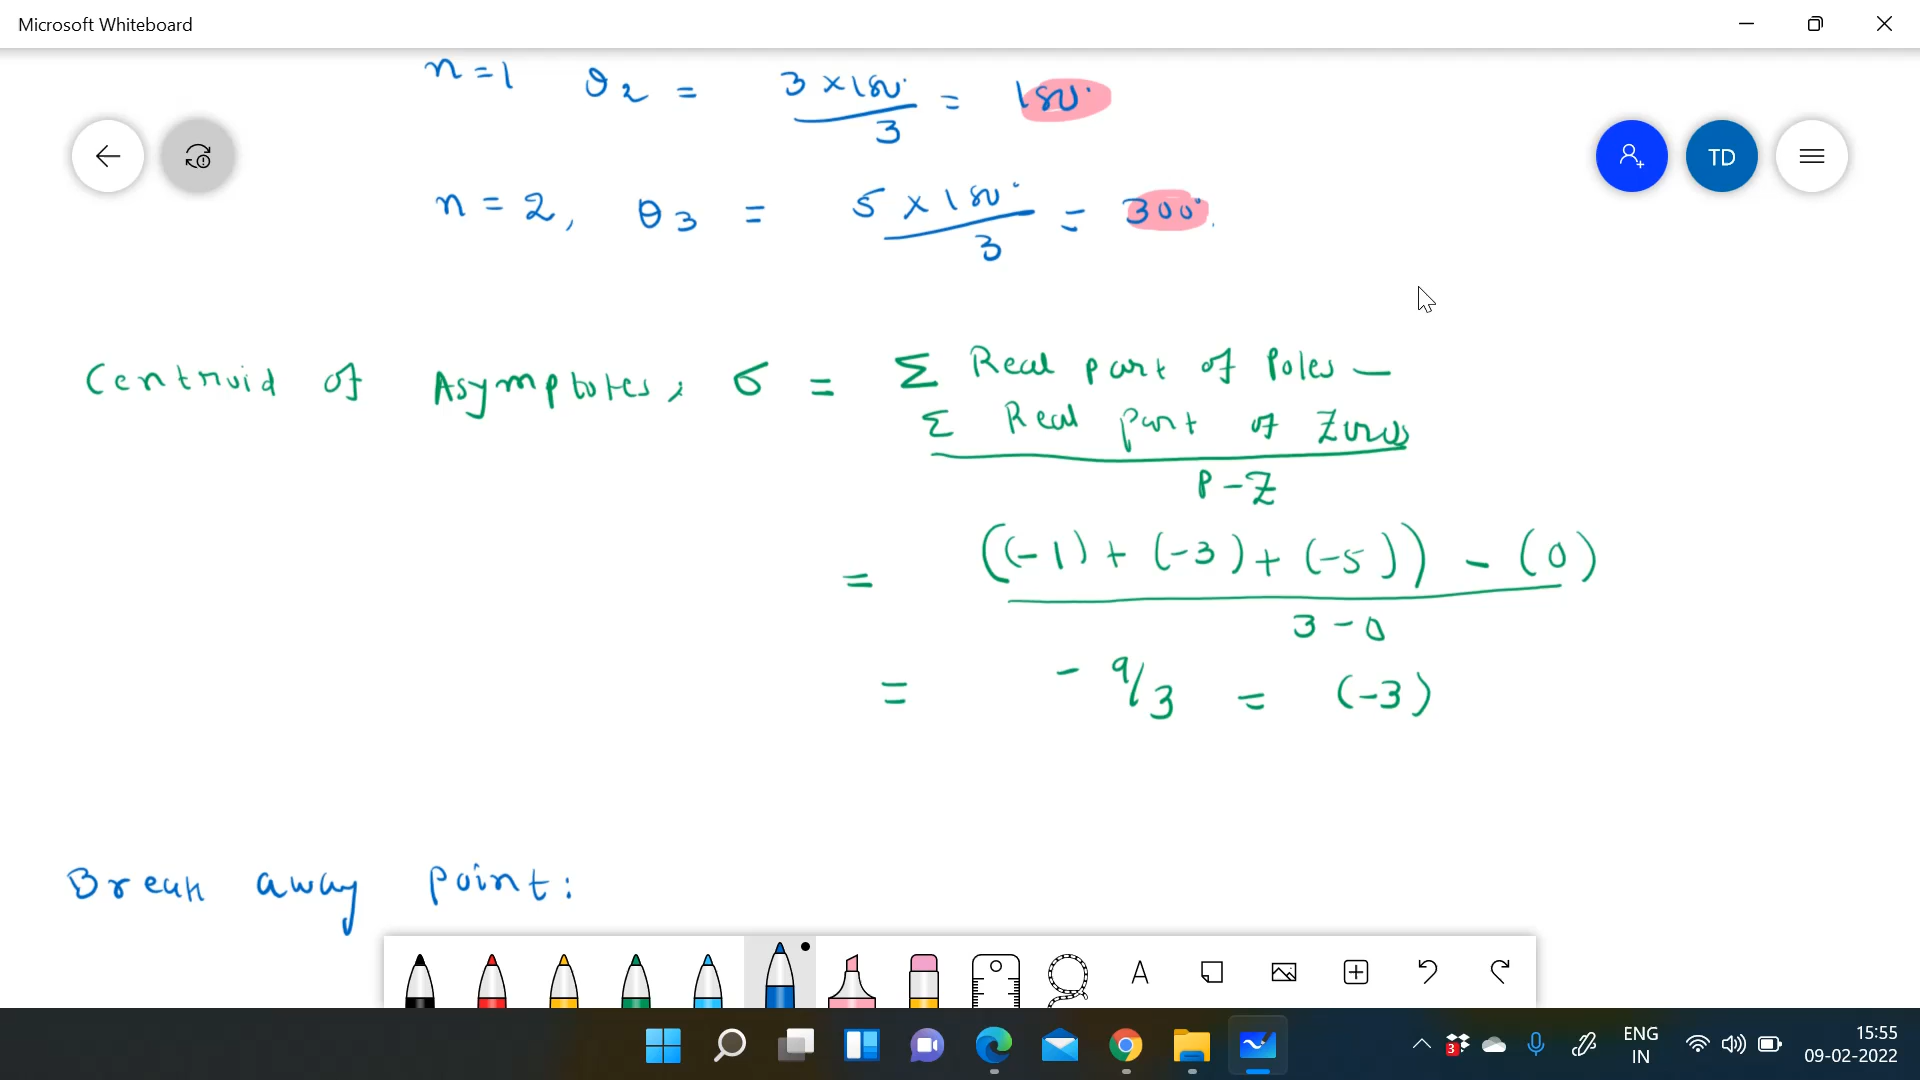 Microsoft Whiteboard
n = 1 θ2 = 3 × 180° / 3 = 180°
TD
n = 2, θ3 = 5 × 180° / 3 = 300°.
Centroid of Asymptotes, σ = Σ Real part of Poles –
Σ Real part of Zeros
P – Z
= ((-1) + (-3) + (-5)) - (0)
3 - 0
= - 9/3 = (-3)
Break away point:
A
3
ENG
IN
15:55
09-02-2022